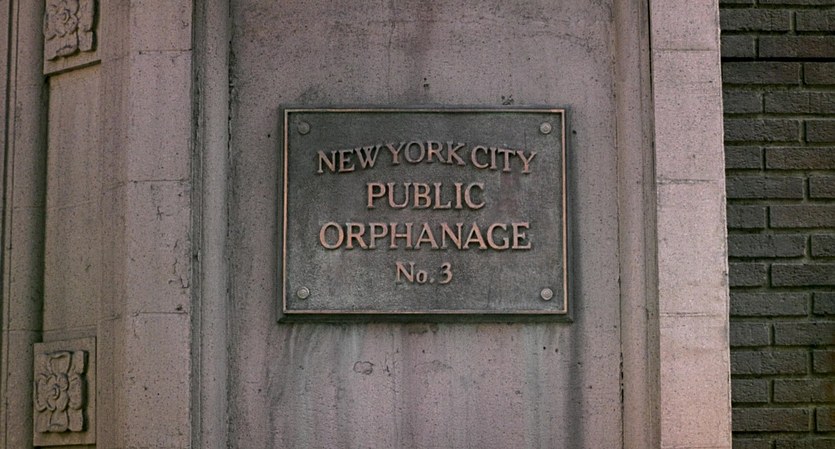 NEW YORK CITY
PUBLIC
ORPHANAGE
No. 3